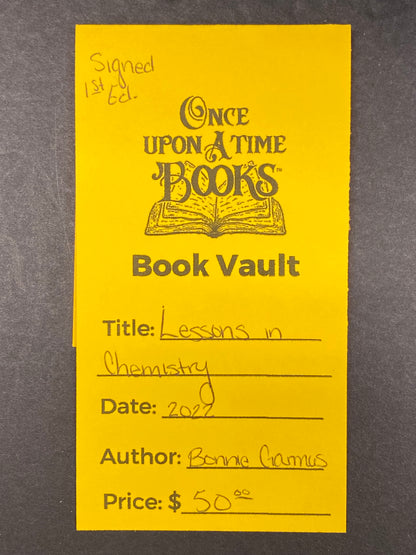 Signed
1st Ed.
ONCE
UPON A TIME
BOOKS™
Book Vault
Title: Lessons in
Chemistry
Date: 2022
Author: Bonnie Garmus
Price: $ 50 00